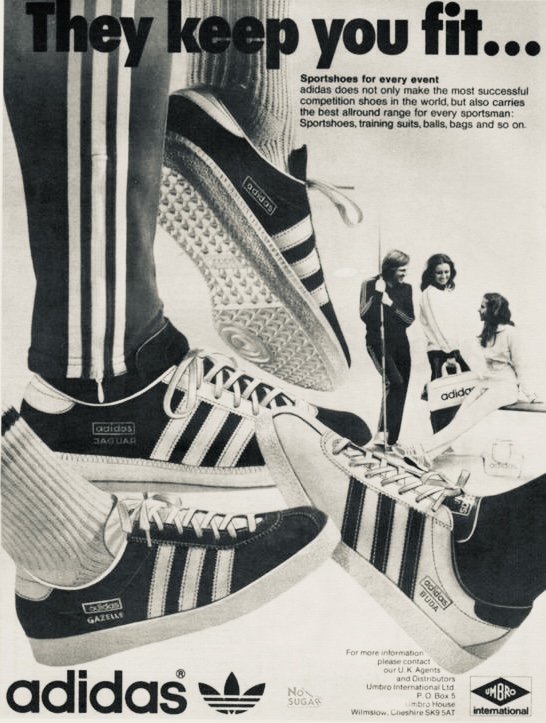 They keep you fit...
Sportshoes for every event
adidas does not only make the most successful
competition shoes in the world, but also carries
the best allround range for every sportsman:
Sportshoes, training suits, balls, bags and so on.
adidas
adidas
adidas
JAGUAR
adidas
GAZELLE
adidas
BUDA
For more information
please contact
our U.K. Agents
and Distributors
Umbro International Ltd.
P.O. Box 5
Umbro House
Wilmslow, Cheshire SK9 5AT
adidas®
No
SUGAR
UMBRO
international